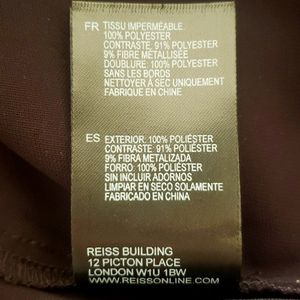 FR TISSU IMPERMÉABLE:
100% POLYESTER
CONTRASTE: 91% POLYESTER
9% FIBRE MÉTALLISÉE
DOUBLURE: 100% POLYESTER
SANS LES BORDS
NETTOYER À SEC UNIQUEMENT
FABRIQUE EN CHINE
ES EXTERIOR: 100% POLIÉSTER
CONTRASTE: 91% POLIÉSTER
9% FIBRA METALIZADA
FORRO: 100% POLIÉSTER
SIN INCLUIR ADORNOS
LIMPIAR EN SECO SOLAMENTE
FABRICADO EN CHINA
REISS BUILDING
12 PICTON PLACE
LONDON W1U 1BW
WWW.REISSONLINE.COM